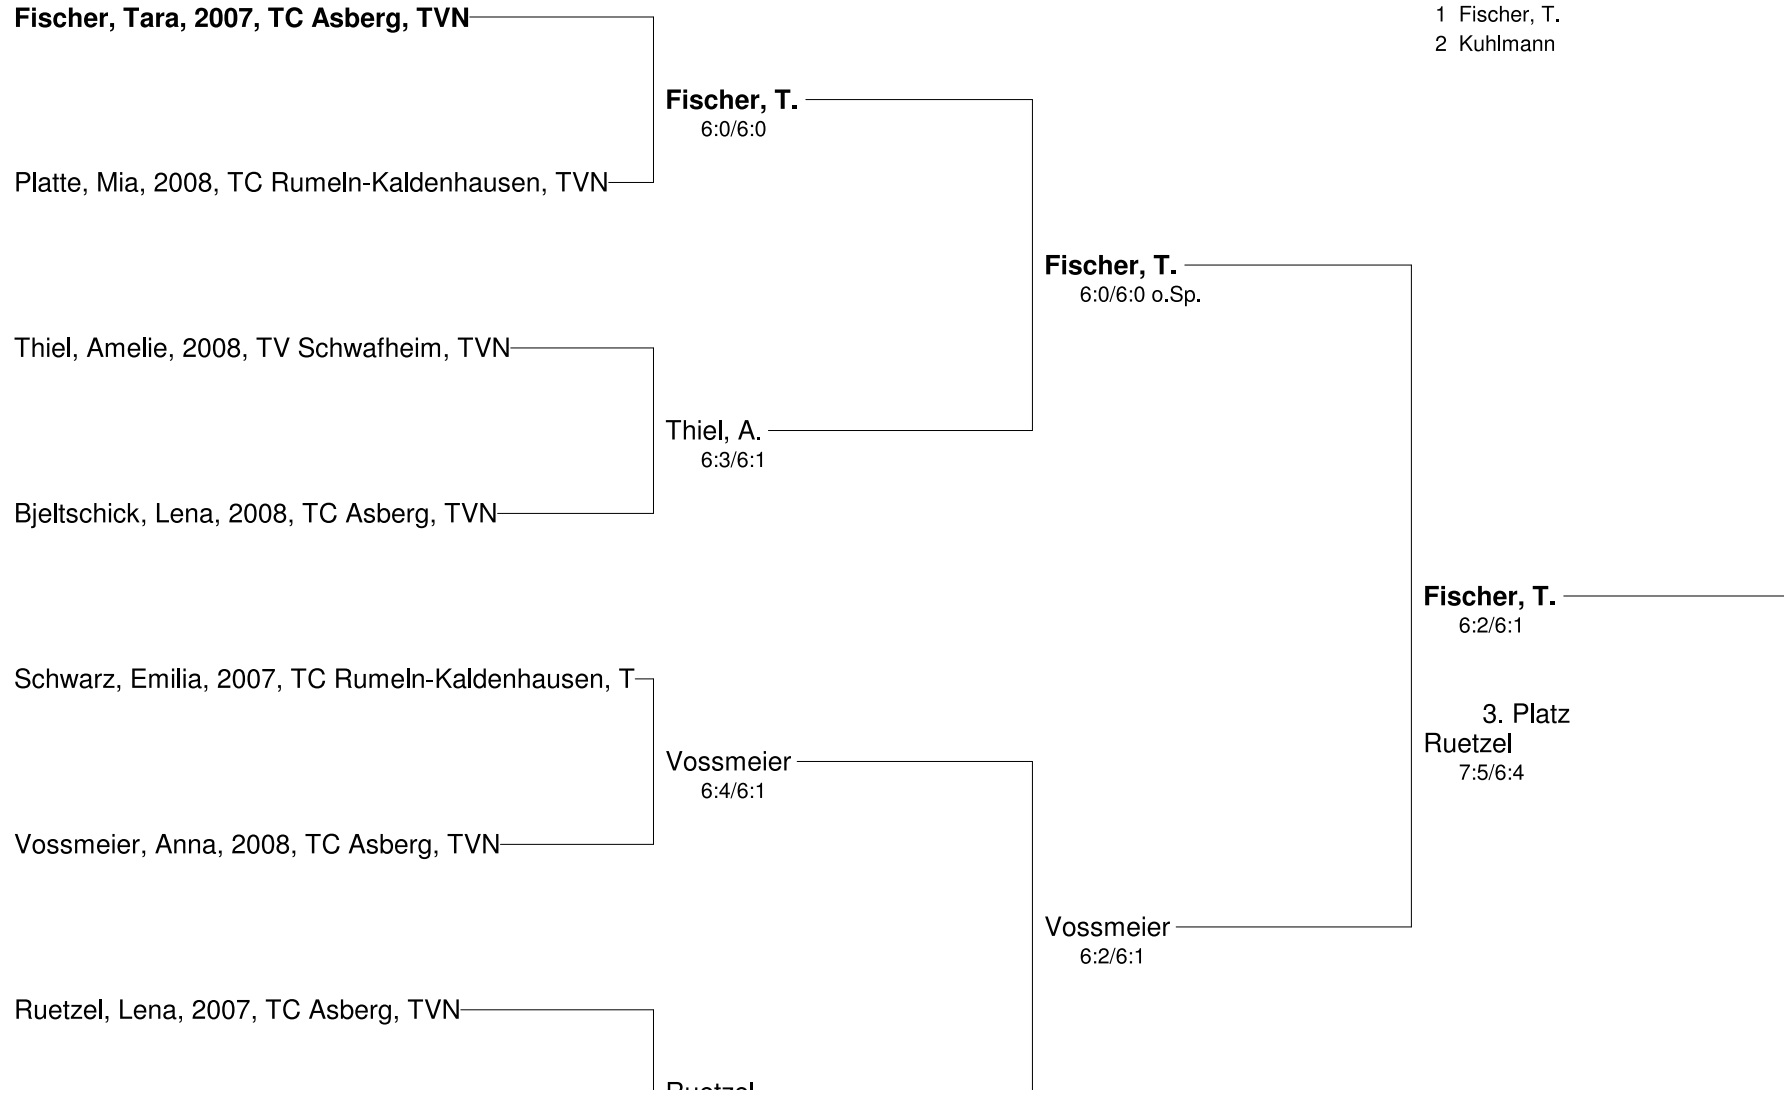 Fischer, Tara, 2007, TC Asberg, TVN
1 Fischer, T.
2 Kuhlmann
Fischer, T.
6:0/6:0
Platte, Mia, 2008, TC Rumeln-Kaldenhausen, TVN
Fischer, T.
6:0/6:0 o.Sp.
Thiel, Amelie, 2008, TV Schwafheim, TVN
Thiel, A.
6:3/6:1
Bjeltschick, Lena, 2008, TC Asberg, TVN
Fischer, T.
6:2/6:1
Schwarz, Emilia, 2007, TC Rumeln-Kaldenhausen, T
3. Platz
Ruetzel
7:5/6:4
Vossmeier
6:4/6:1
Vossmeier, Anna, 2008, TC Asberg, TVN
Vossmeier
6:2/6:1
Ruetzel, Lena, 2007, TC Asberg, TVN
Ruetzel